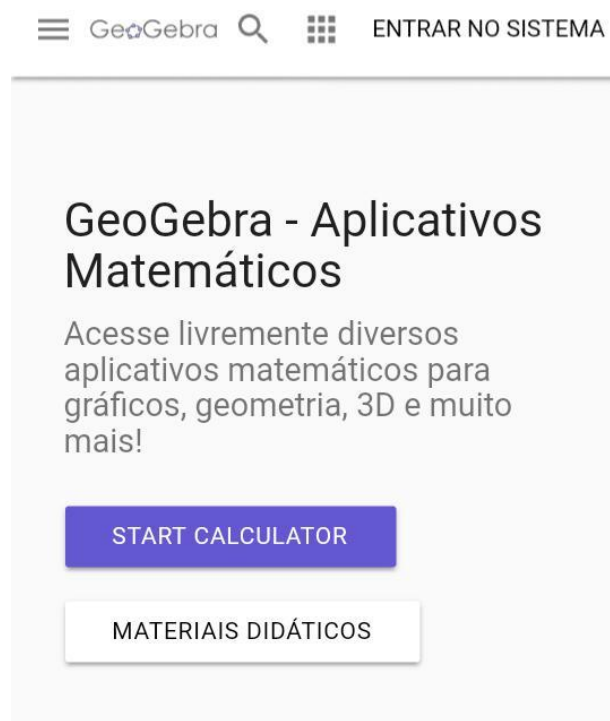 GeoGebra ENTRAR NO SISTEMA
GeoGebra - Aplicativos
Matemáticos
Acesse livremente diversos
aplicativos matemáticos para
gráficos, geometria, 3D e muito
mais!
START CALCULATOR
MATERIAIS DIDÁTICOS